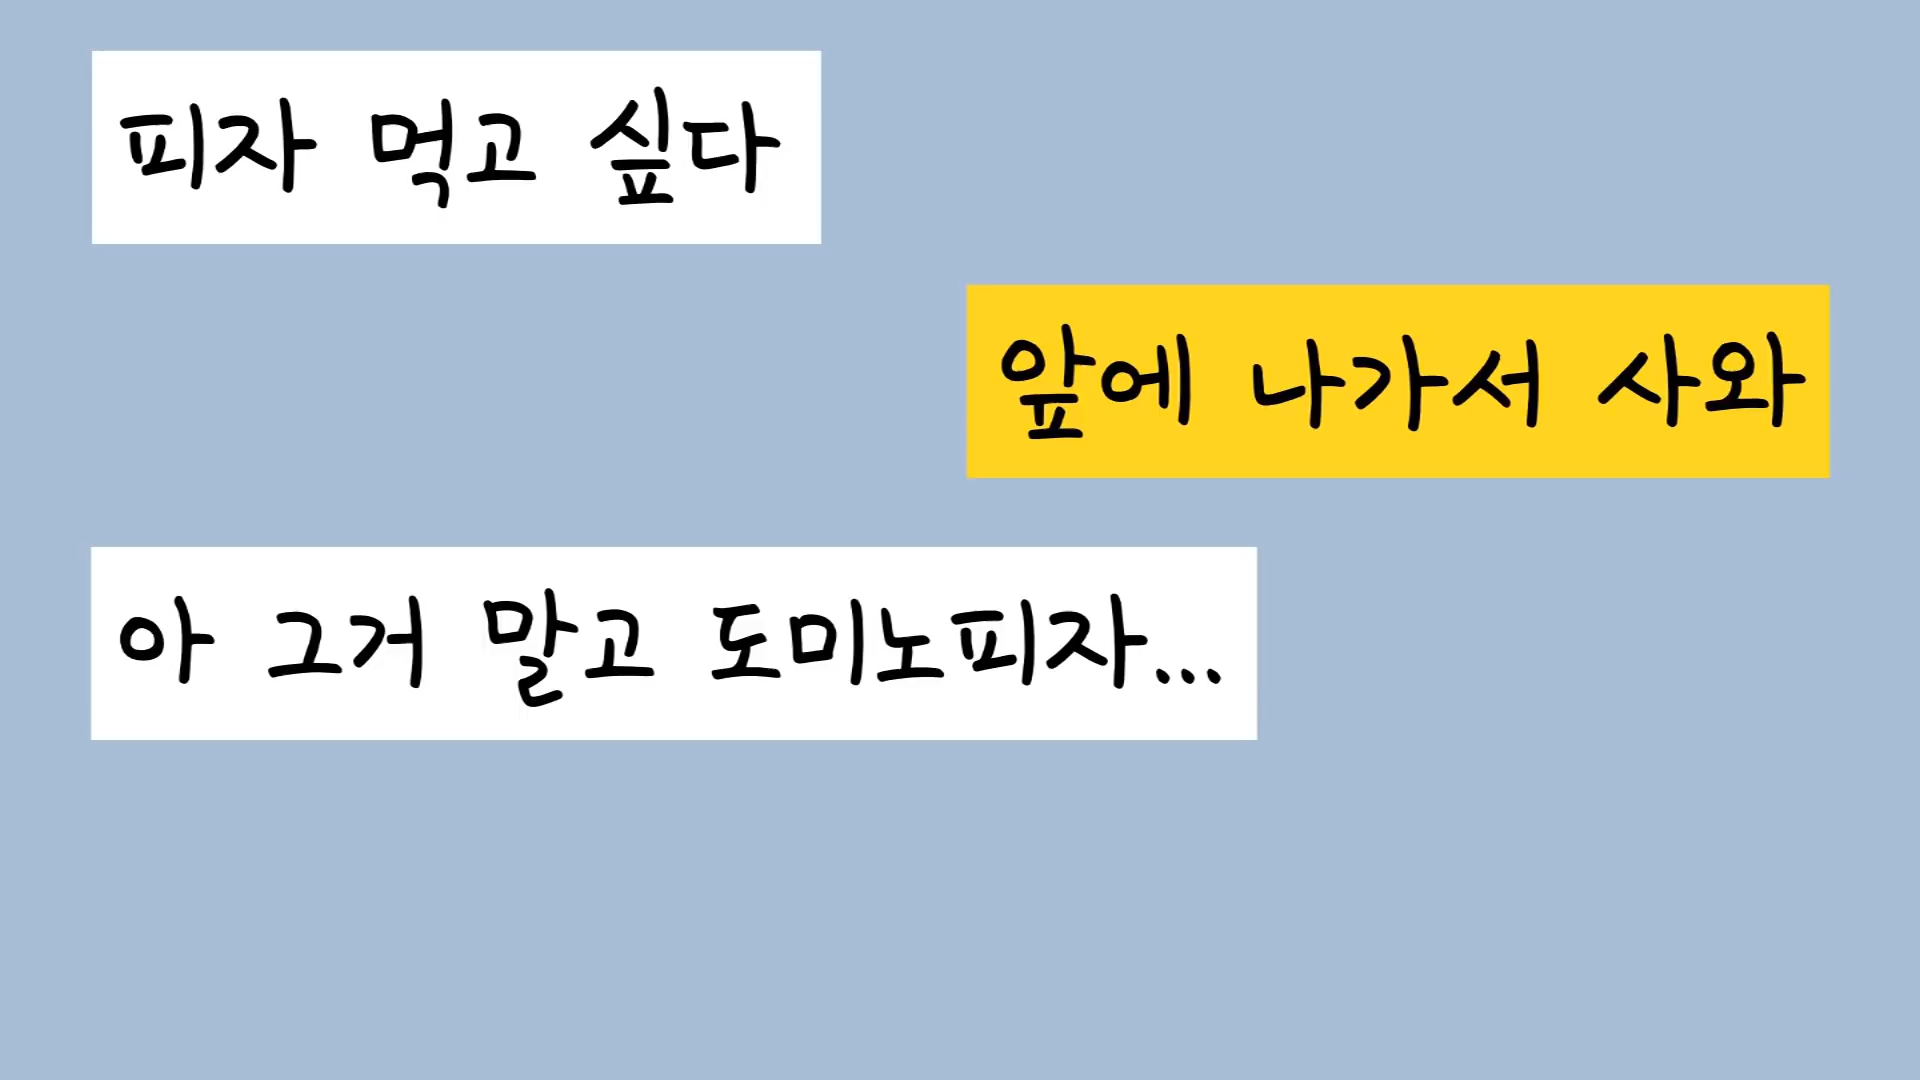 피자 먹고 싶다
앞에 나가서 사와
아 그거 말고 도미노피자...